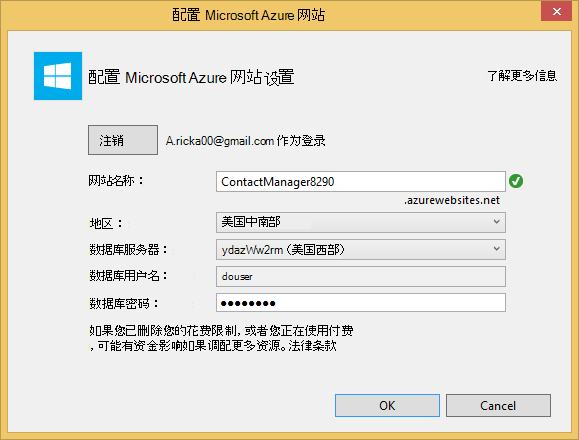 配置 Microsoft Azure 网站
配置 Microsoft Azure 网站设置
了解更多信息
注销 A.ricka00@gmail.com 作为登录
网站名称： ContactManager8290
.azurewebsites.net
地区： 美国中南部
数据库服务器： ydazWw2rm (美国西部)
数据库用户名： douser
数据库密码： ●●●●●●●●
如果您已删除您的花费限制, 或者您正在使用付费
, 可能有资金影响如果调配更多资源。法律条款
OK Cancel